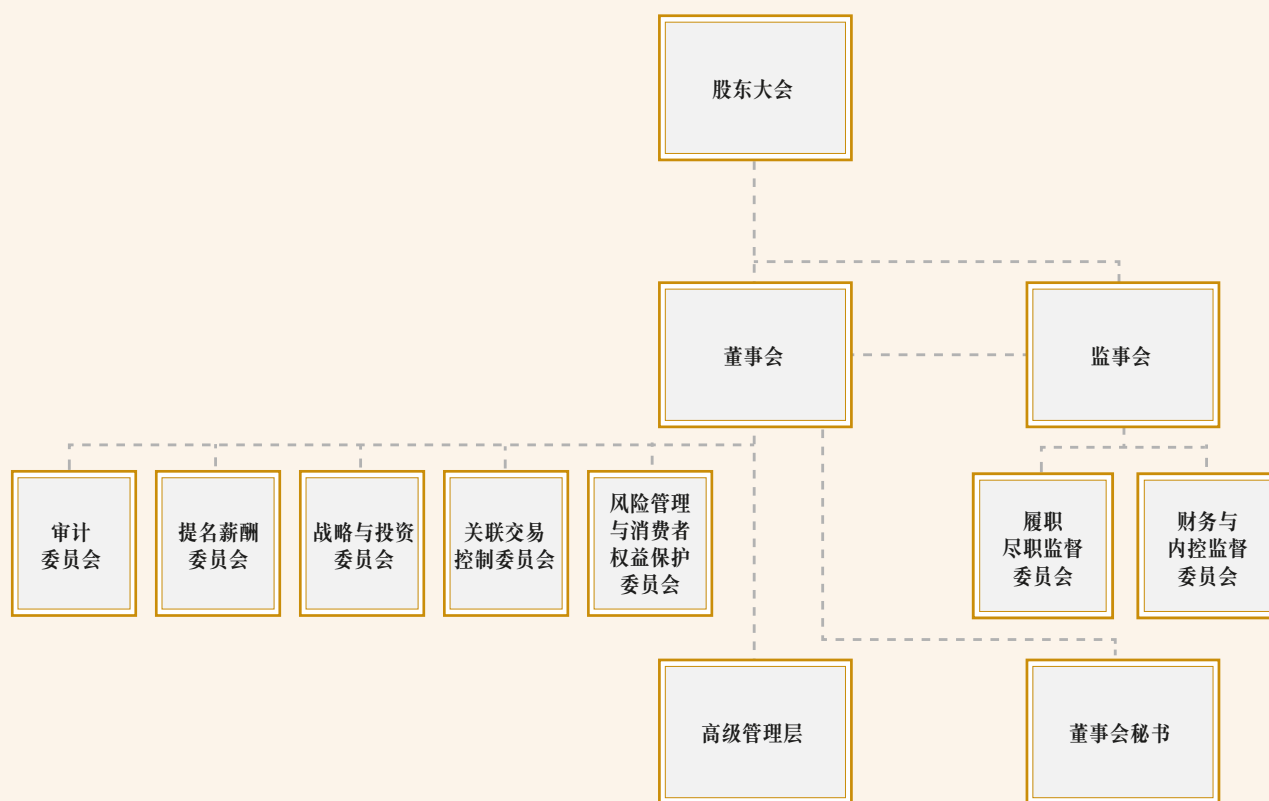 股东大会
董事会
监事会
审计
委员会
提名薪酬
委员会
战略与投资
委员会
关联交易
控制委员会
风险管理
与消费者
权益保护
委员会
履职
尽职监督
委员会
财务与
内控监督
委员会
高级管理层
董事会秘书